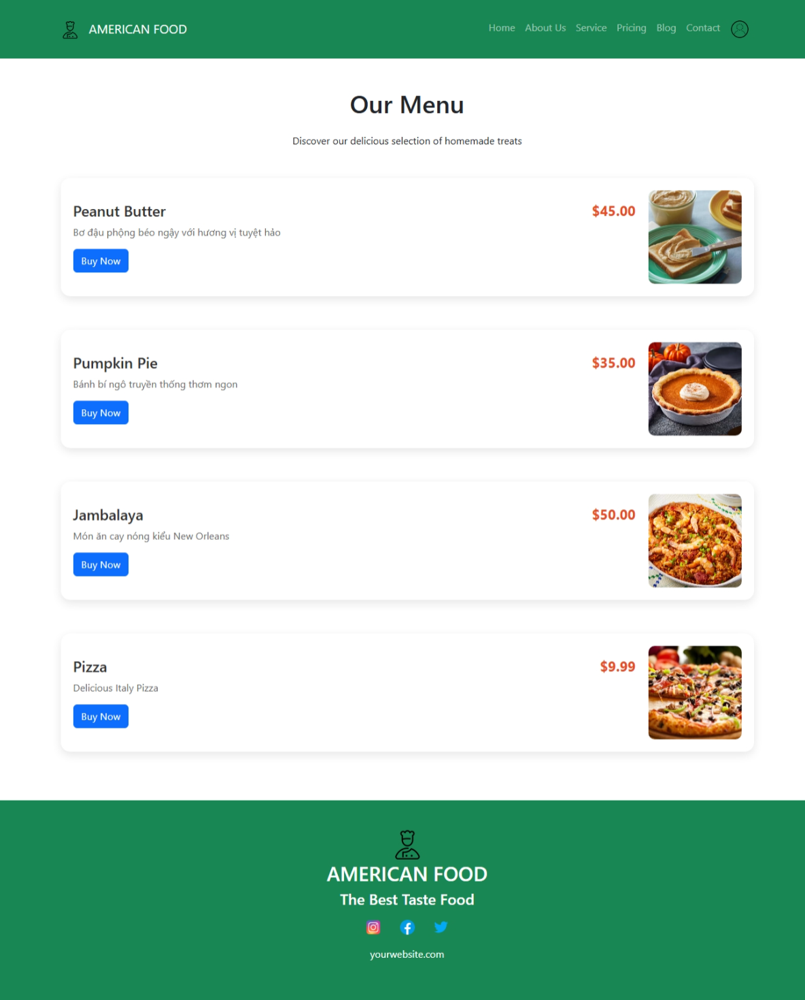 AMERICAN FOOD
Home About Us Service Pricing Blog Contact
Our Menu
Discover our delicious selection of homemade treats
Peanut Butter
$45.00
Bơ đậu phộng béo ngậy với hương vị tuyệt hảo
Buy Now
Pumpkin Pie
$35.00
Bánh bí ngô truyền thống thơm ngon
Buy Now
Jambalaya
$50.00
Món ăn cay nóng kiểu New Orleans
Buy Now
Pizza
$9.99
Delicious Italy Pizza
Buy Now
AMERICAN FOOD
The Best Taste Food
yourwebsite.com